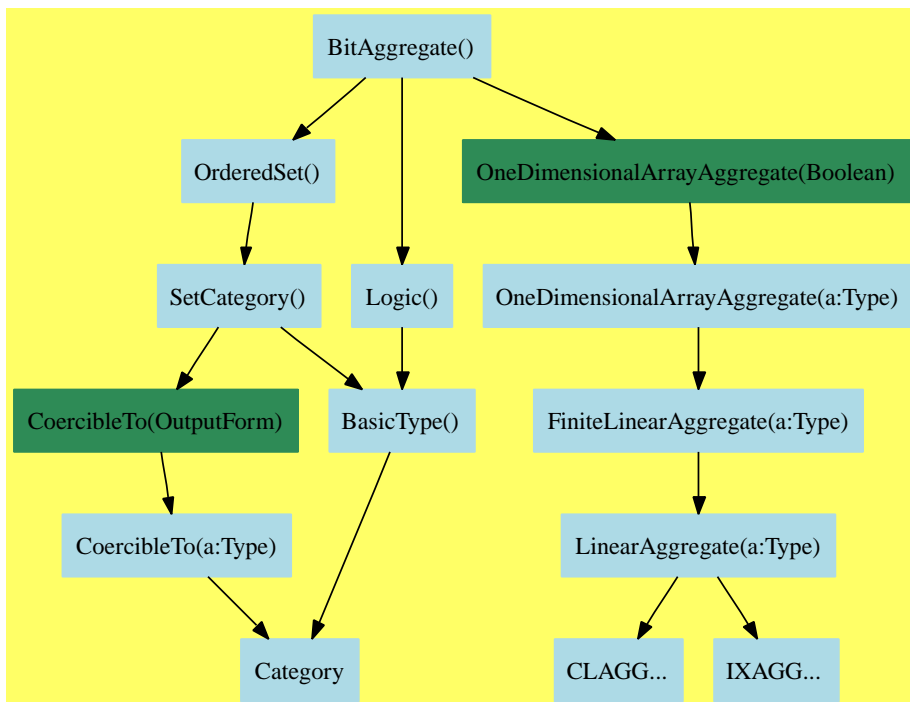 BitAggregate()
OrderedSet()
OneDimensionalArrayAggregate(Boolean)
SetCategory()
Logic()
OneDimensionalArrayAggregate(a:Type)
CoercibleTo(OutputForm)
BasicType()
FiniteLinearAggregate(a:Type)
CoercibleTo(a:Type)
LinearAggregate(a:Type)
Category
CLAGG...
IXAGG...